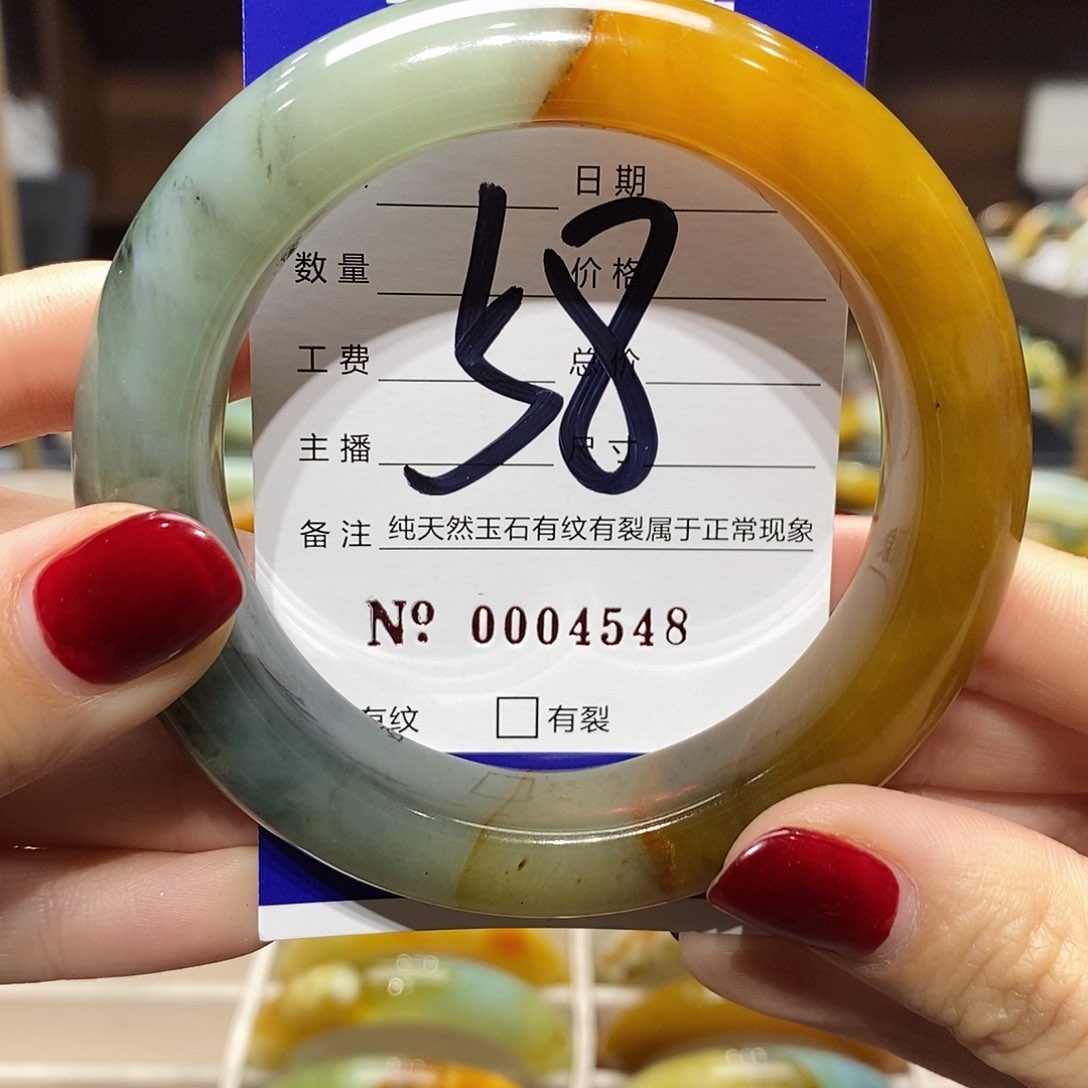 日期
数量 价格
58
工费 总价
主播 尺寸
备注 纯天然玉石有纹有裂属于正常现象
Nº 0004548
有纹 有裂